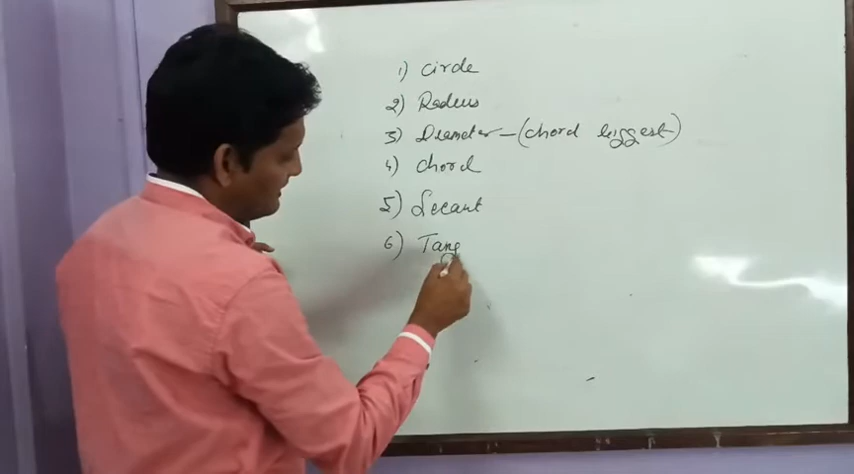 1) Circle
2) Radius
3) Diameter - (chord biggest)
4) chord
5) Secant
6) Tang